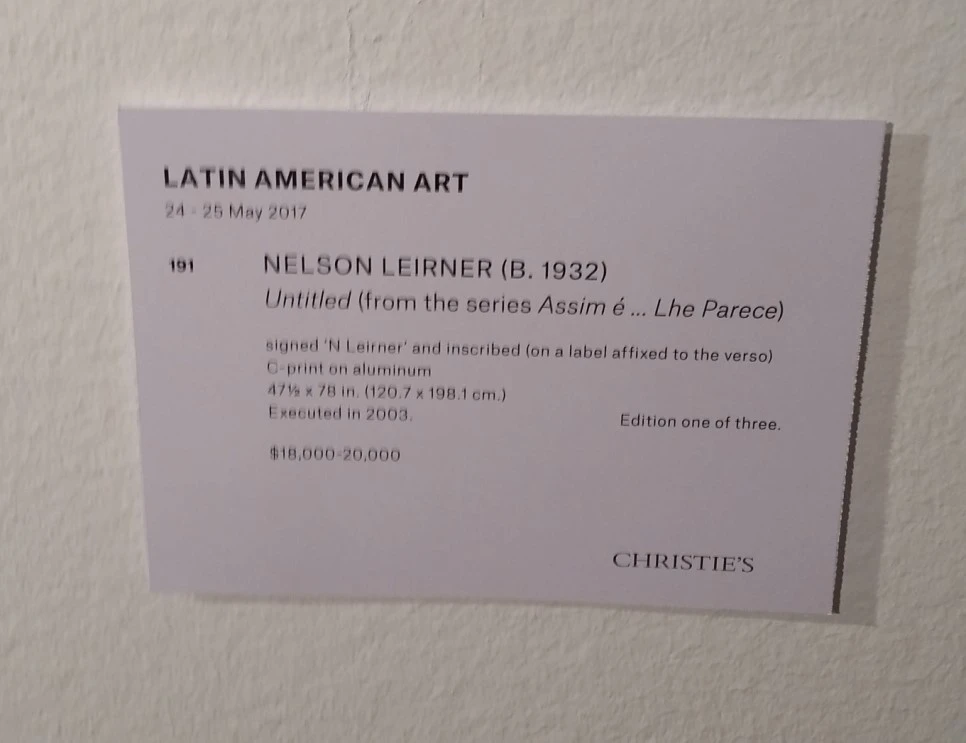 LATIN AMERICAN ART
24 - 25 May 2017
191 NELSON LEIRNER (B. 1932)
Untitled (from the series Assim é ... Lhe Parece)
signed 'N Leirner' and inscribed (on a label affixed to the verso)
C-print on aluminum
47½ x 78 in. (120.7 x 198.1 cm.)
Executed in 2003. Edition one of three.
$18,000-20,000
CHRISTIE'S